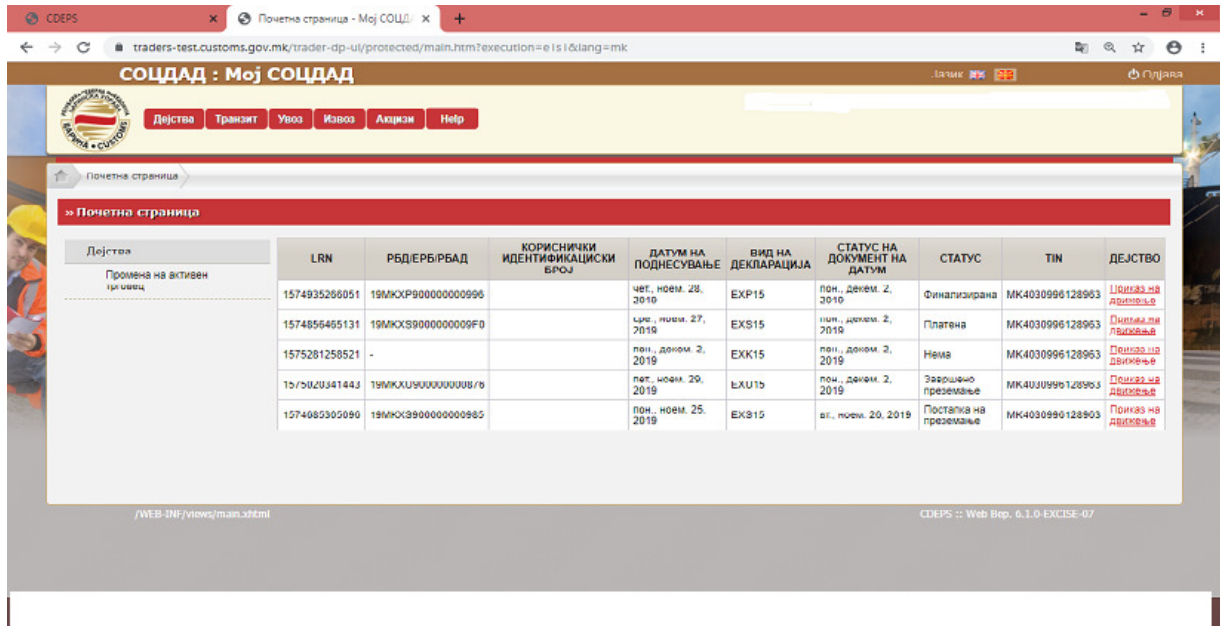 CDEPS
Почетна страница - Мој СОЦДА
traders-test.customs.gov.mk/trader-dp-ui/protected/main.htm?execution=e1s1&lang=mk
СОЦДАД : Мој СОЦДАД
Јазик
Одјава
Дејства Транзит Увоз Извоз Акцизи Help
ЦАРИНА • CUSTOMS
Почетна страница
» Почетна страница
Дејства
Промена на активен
трговец
LRN РБД/ЕРБ/РБАД КОРИСНИЧКИ ИДЕНТИФИКАЦИСКИ БРОЈ ДАТУМ НА ПОДНЕСУВАЊЕ ВИД НА ДЕКЛАРАЦИЈА СТАТУС НА ДОКУМЕНТ НА ДАТУМ СТАТУС TIN ДЕЈСТВО
1574935266051 19MKXP900000000996 чет., ноем. 28, 2019 EXP15 пон., декем. 2, 2019 Финализирана MK4030996128963 Приказ на движење
1574856465131 19MKXS9000000009F0 сре., ноем. 27, 2019 EXS15 пон., декем. 2, 2019 Платена MK4030996128963 Приказ на движење
1575281258521 - пон., декем. 2, 2019 EXK15 пон., декем. 2, 2019 Нема MK4030996128963 Приказ на движење
1575020341443 19MKXU900000000876 пет., ноем. 29, 2019 EXU15 пон., декем. 2, 2019 Завршено преземање MK4030996128963 Приказ на движење
1574685305090 19MKXS900000000985 пон., ноем. 25, 2019 EXS15 вт., ноем. 26, 2019 Постапка на преземање MK4030996128963 Приказ на движење
/WEB-INF/views/main.xhtml
CDEPS :: Web Вер. 6.1.0-EXCISE-07